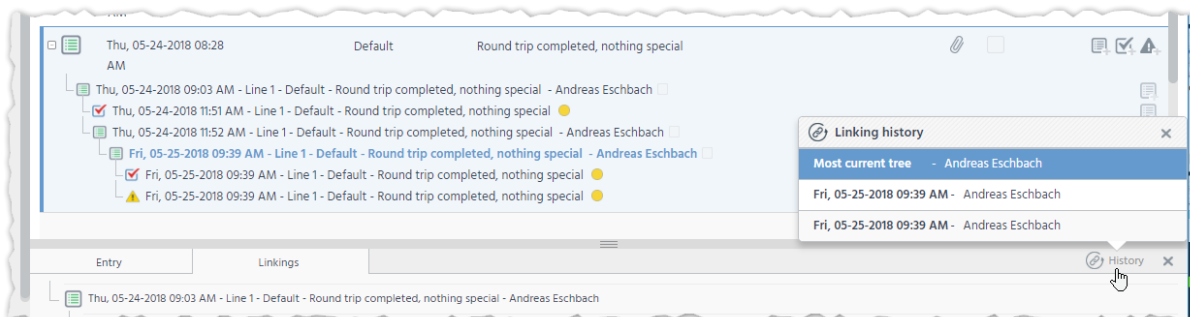 AM
Thu, 05-24-2018 08:28 Default Round trip completed, nothing special
AM
Thu, 05-24-2018 09:03 AM - Line 1 - Default - Round trip completed, nothing special - Andreas Eschbach
Thu, 05-24-2018 11:51 AM - Line 1 - Default - Round trip completed, nothing special
Thu, 05-24-2018 11:52 AM - Line 1 - Default - Round trip completed, nothing special - Andreas Eschbach
Fri, 05-25-2018 09:39 AM - Line 1 - Default - Round trip completed, nothing special - Andreas Eschbach
Fri, 05-25-2018 09:39 AM - Line 1 - Default - Round trip completed, nothing special
Fri, 05-25-2018 09:39 AM - Line 1 - Default - Round trip completed, nothing special
Linking history
Most current tree - Andreas Eschbach
Fri, 05-25-2018 09:39 AM - Andreas Eschbach
Fri, 05-25-2018 09:39 AM - Andreas Eschbach
Entry Linkings History
Thu, 05-24-2018 09:03 AM - Line 1 - Default - Round trip completed, nothing special - Andreas Eschbach